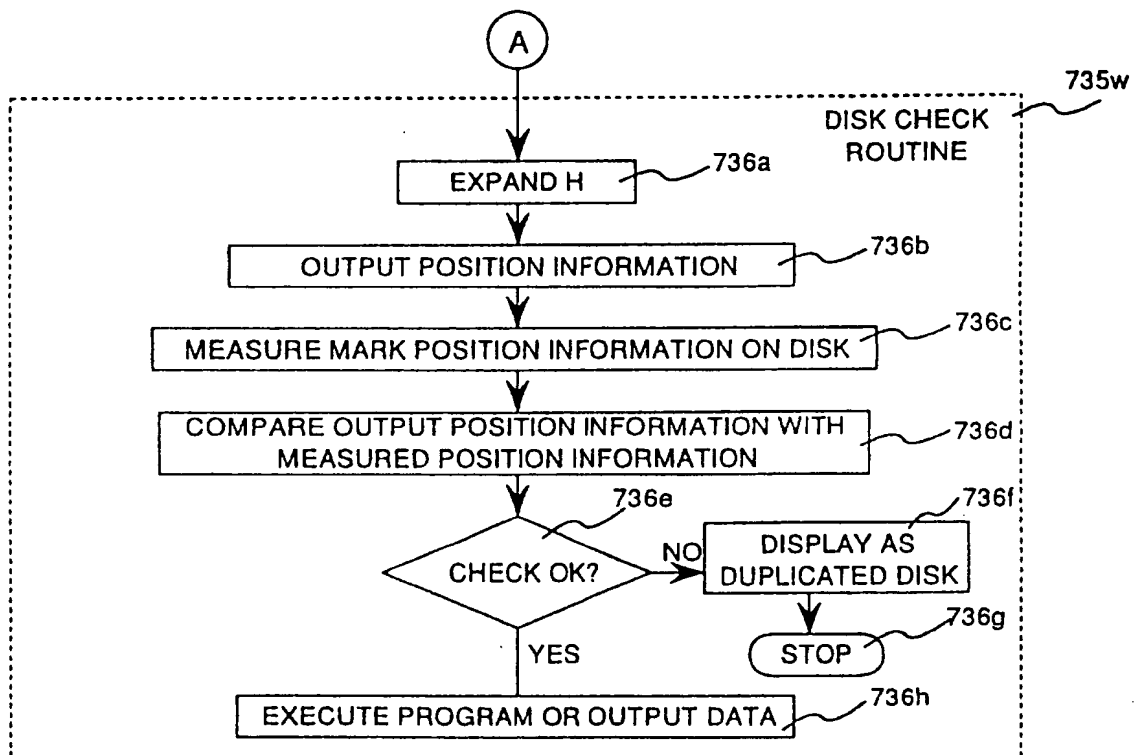 A
735w
DISK CHECK
ROUTINE
736a
EXPAND H
736b
OUTPUT POSITION INFORMATION
736c
MEASURE MARK POSITION INFORMATION ON DISK
736d
COMPARE OUTPUT POSITION INFORMATION WITH
MEASURED POSITION INFORMATION
736e
CHECK OK?
NO
736f
DISPLAY AS
DUPLICATED DISK
736g
STOP
YES
736h
EXECUTE PROGRAM OR OUTPUT DATA